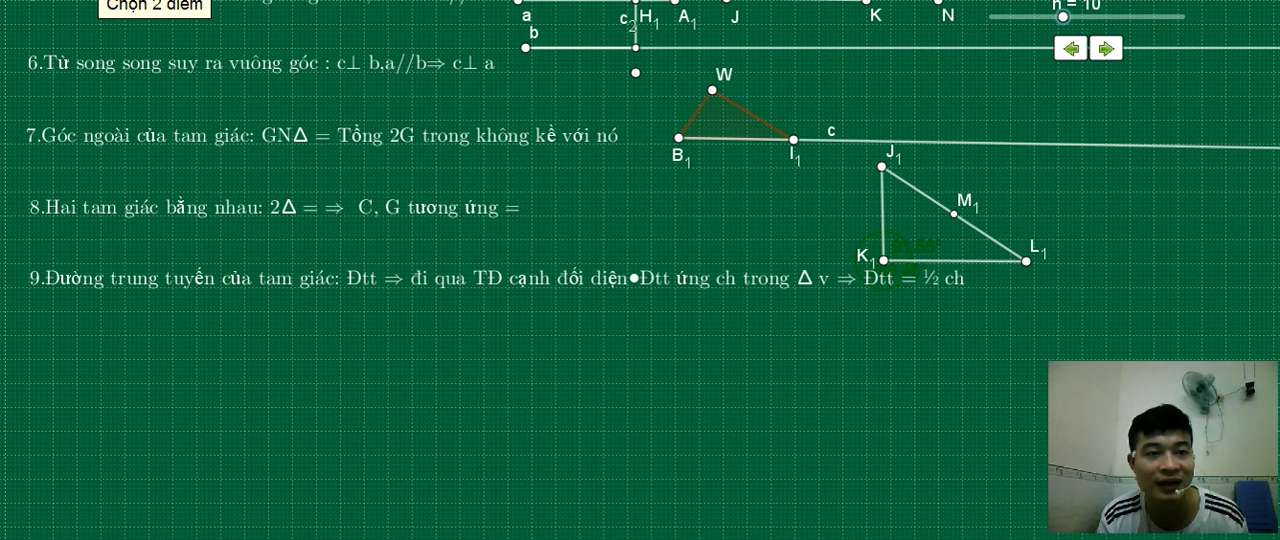 Chọn 2 điểm
n = 10
a c H₁ A₁ J K N
b 2
6.Từ song song suy ra vuông góc : c⊥ b,a//b⇒ c⊥ a
W
7.Góc ngoài của tam giác: GNΔ = Tổng 2G trong không kề với nó
c
B₁ I₁ J₁
8.Hai tam giác bằng nhau: 2Δ = ⇒ C, G tương ứng =
M₁
K₁ L₁
9.Đường trung tuyến của tam giác: Đtt ⇒ đi qua TĐ cạnh đối diện●Đtt ứng ch trong Δ v ⇒ Đtt = ½ ch